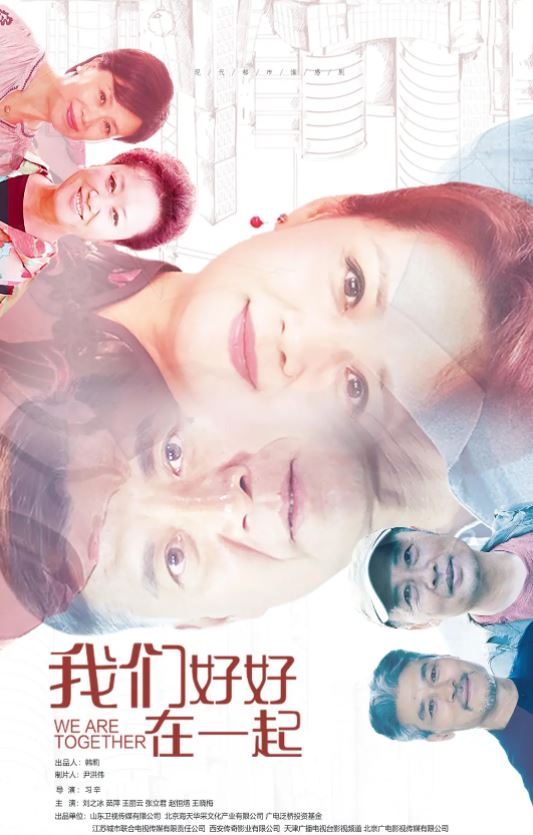 现/代/都/市/情/感/剧
我们好好
在一起
WE ARE
TOGETHER
出品人：韩莉
制片人：尹洪伟
导 演：习 辛
主 演：刘之冰 茹萍 王丽云 张立君 赵恒煊 王晓梅
出品单位：山东卫视传媒有限公司 北京海天华采文化产业有限公司 广电泛桥投资基金
江苏城市联合电视传媒有限责任公司 西安传奇影业有限公司 天津广播电视台影视频道 北京广电影视传媒有限公司